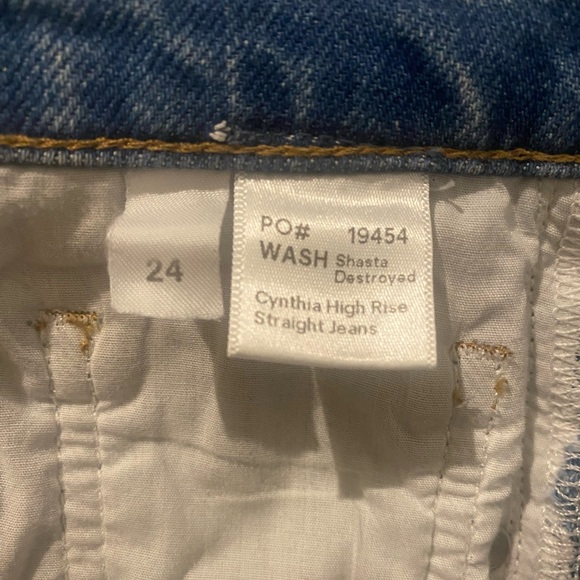 24
PO# 19454
WASH Shasta
Destroyed
Cynthia High Rise
Straight Jeans